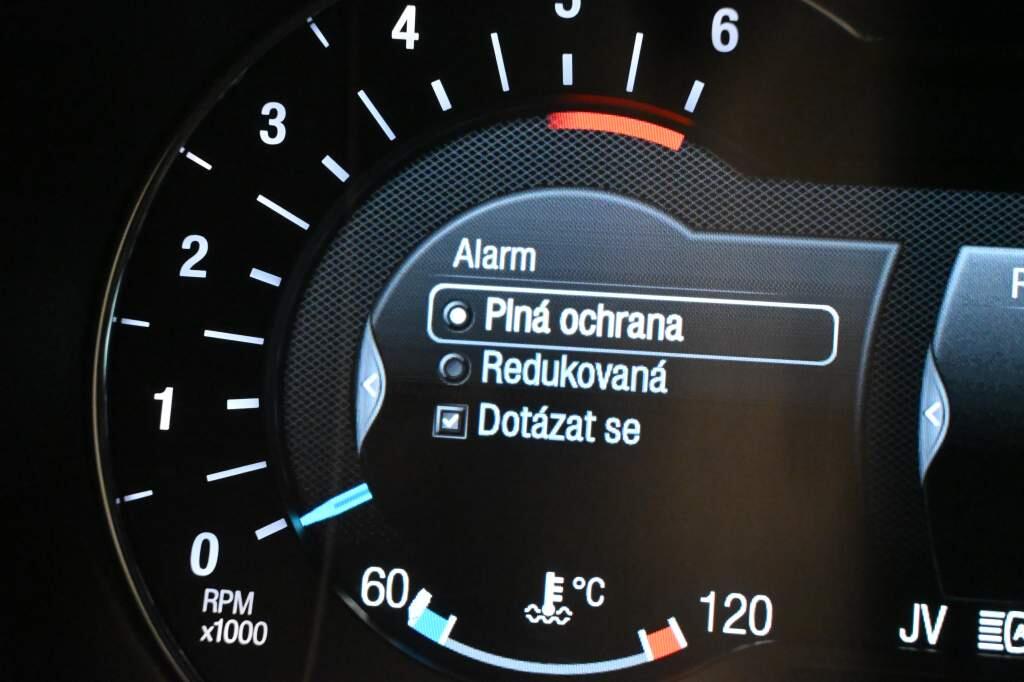 4
5
6
3
2
1
0
RPM
x1000
Alarm
Plná ochrana
Redukovaná
Dotázat se
60
°C
120
JV